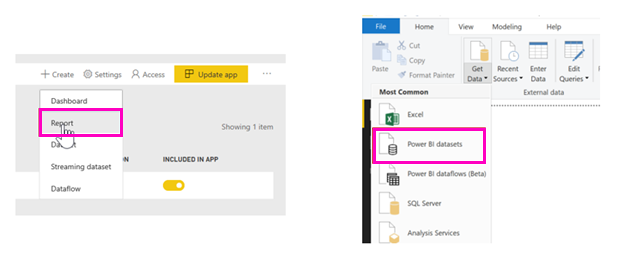 Create Settings Access Update app ...
Dashboard
Report
Showing 1 item
Streaming dataset
ON INCLUDED IN APP
Dataflow
File Home View Modeling Help
Paste
Cut
Copy
Format Painter
Get Data
Recent Sources
Enter Data
Edit Queries
External data
Most Common
Excel
Power BI datasets
Power BI dataflows (Beta)
SQL Server
Analysis Services